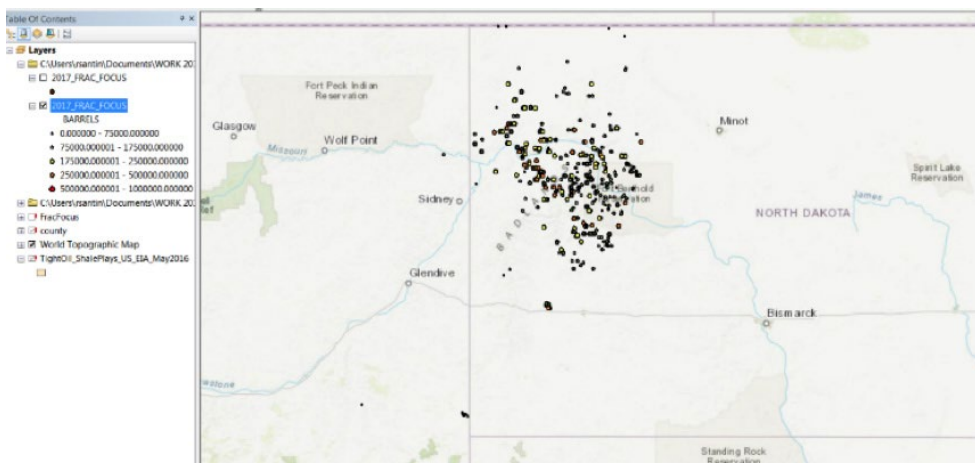 Table Of Contents
Layers
C:\Users\rsantin\Documents\WORK 20
2017_FRAC_FOCUS
2017_FRAC_FOCUS
BARRELS
0.000000 - 75000.000000
75000.000001 - 175000.000000
175000.000001 - 250000.000000
250000.000001 - 500000.000000
500000.000001 - 1000000.000000
C:\Users\rsantin\Documents\WORK 20
FracFocus
county
World Topographic Map
TightOil_ShalePlays_US_EIA_May2016
Fort Peck Indian
Reservation
Glasgow
Wolf Point
Missouri
Minot
Spirit Lake
Reservation
James
Sidney
NORTH DAKOTA
Glendive
Bismarck
Standing Rock
Reservation